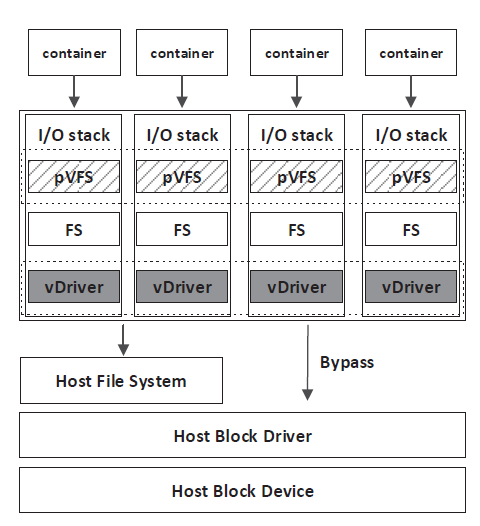 container container container container
I/O stack I/O stack I/O stack I/O stack
pVFS pVFS pVFS pVFS
FS FS FS FS
vDriver vDriver vDriver vDriver
Bypass
Host File System
Host Block Driver
Host Block Device